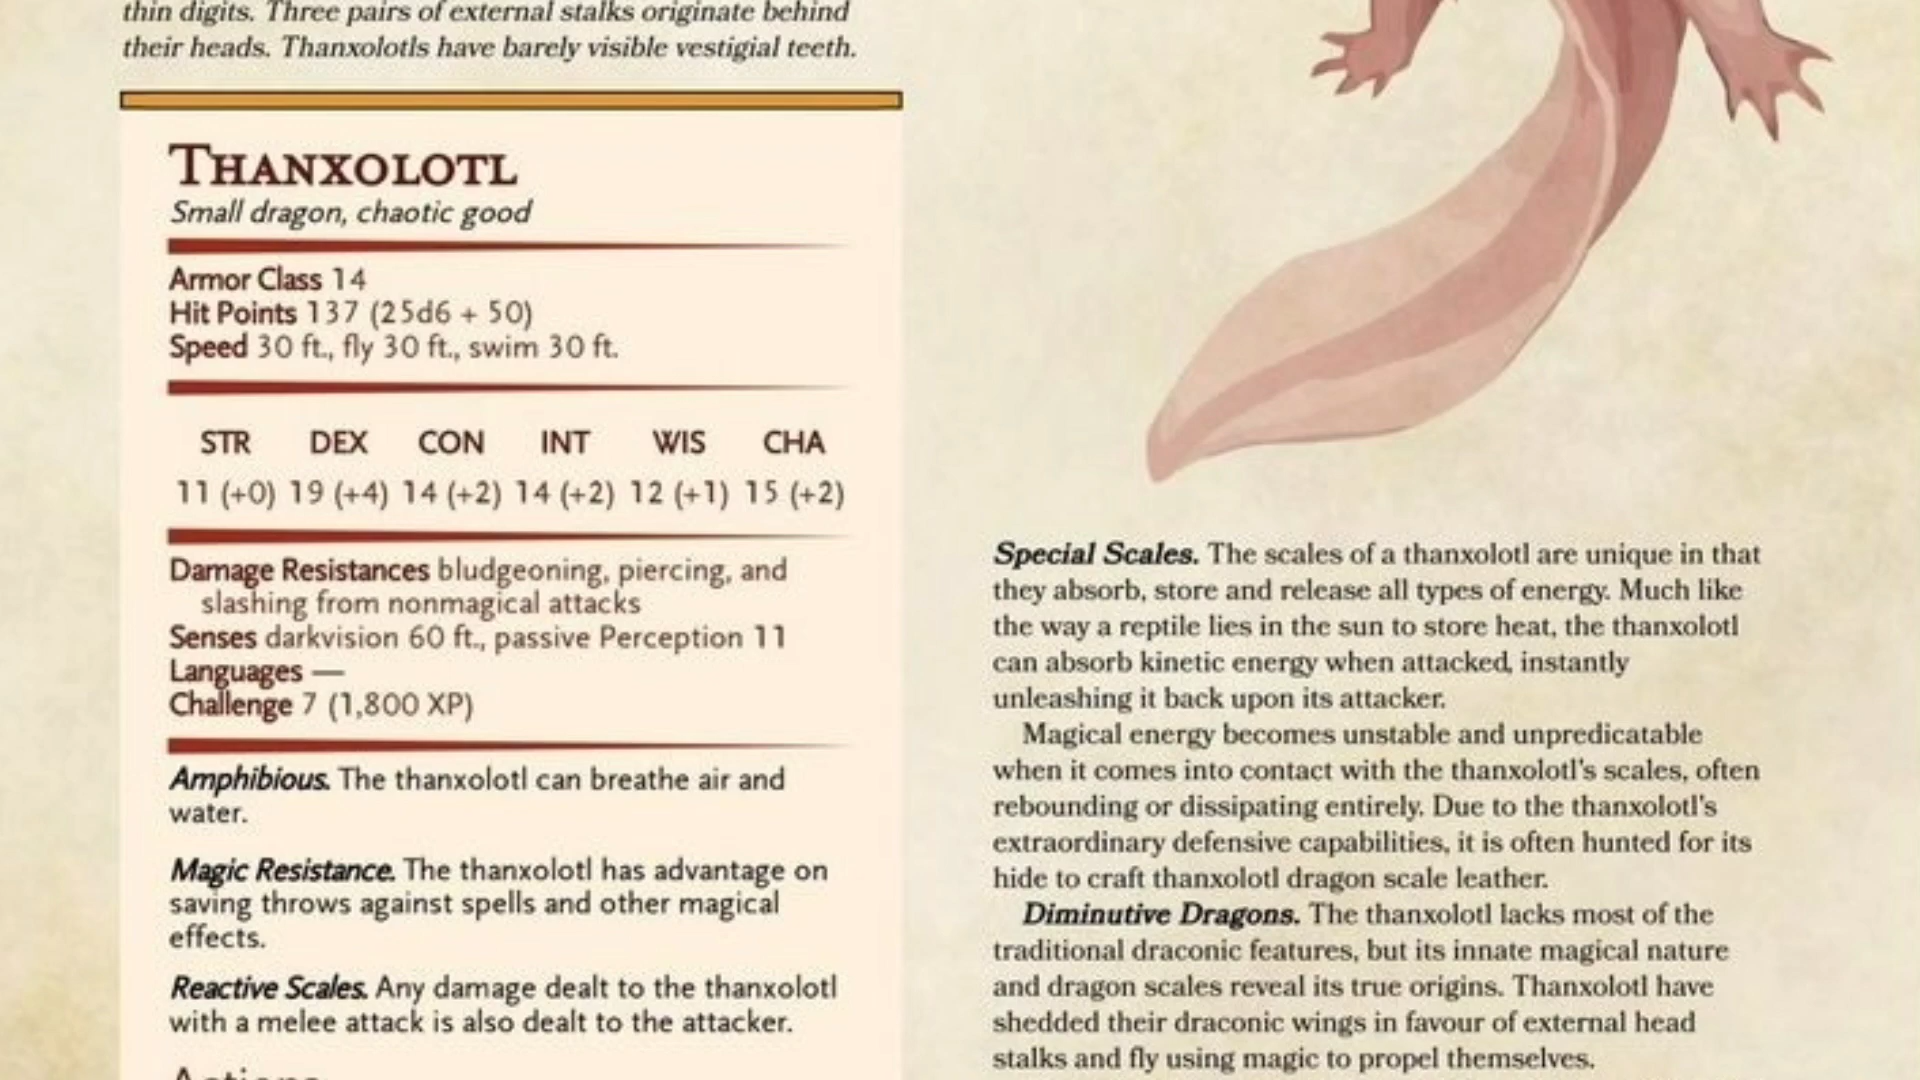 thin digits. Three pairs of external stalks originate behind
their heads. Thanxolotls have barely visible vestigial teeth.
THANXOLOTL
Small dragon, chaotic good
Armor Class 14
Hit Points 137 (25d6 + 50)
Speed 30 ft., fly 30 ft., swim 30 ft.
STR DEX CON INT WIS CHA
11 (+0) 19 (+4) 14 (+2) 14 (+2) 12 (+1) 15 (+2)
Damage Resistances bludgeoning, piercing, and
slashing from nonmagical attacks
Senses darkvision 60 ft., passive Perception 11
Languages —
Challenge 7 (1,800 XP)
Amphibious. The thanxolotl can breathe air and
water.
Magic Resistance. The thanxolotl has advantage on
saving throws against spells and other magical
effects.
Reactive Scales. Any damage dealt to the thanxolotl
with a melee attack is also dealt to the attacker.
Actions
Special Scales. The scales of a thanxolotl are unique in that
they absorb, store and release all types of energy. Much like
the way a reptile lies in the sun to store heat, the thanxolotl
can absorb kinetic energy when attacked, instantly
unleashing it back upon its attacker.
Magical energy becomes unstable and unpredicatable
when it comes into contact with the thanxolotl's scales, often
rebounding or dissipating entirely. Due to the thanxolotl's
extraordinary defensive capabilities, it is often hunted for its
hide to craft thanxolotl dragon scale leather.
Diminutive Dragons. The thanxolotl lacks most of the
traditional draconic features, but its innate magical nature
and dragon scales reveal its true origins. Thanxolotl have
shedded their draconic wings in favour of external head
stalks and fly using magic to propel themselves.